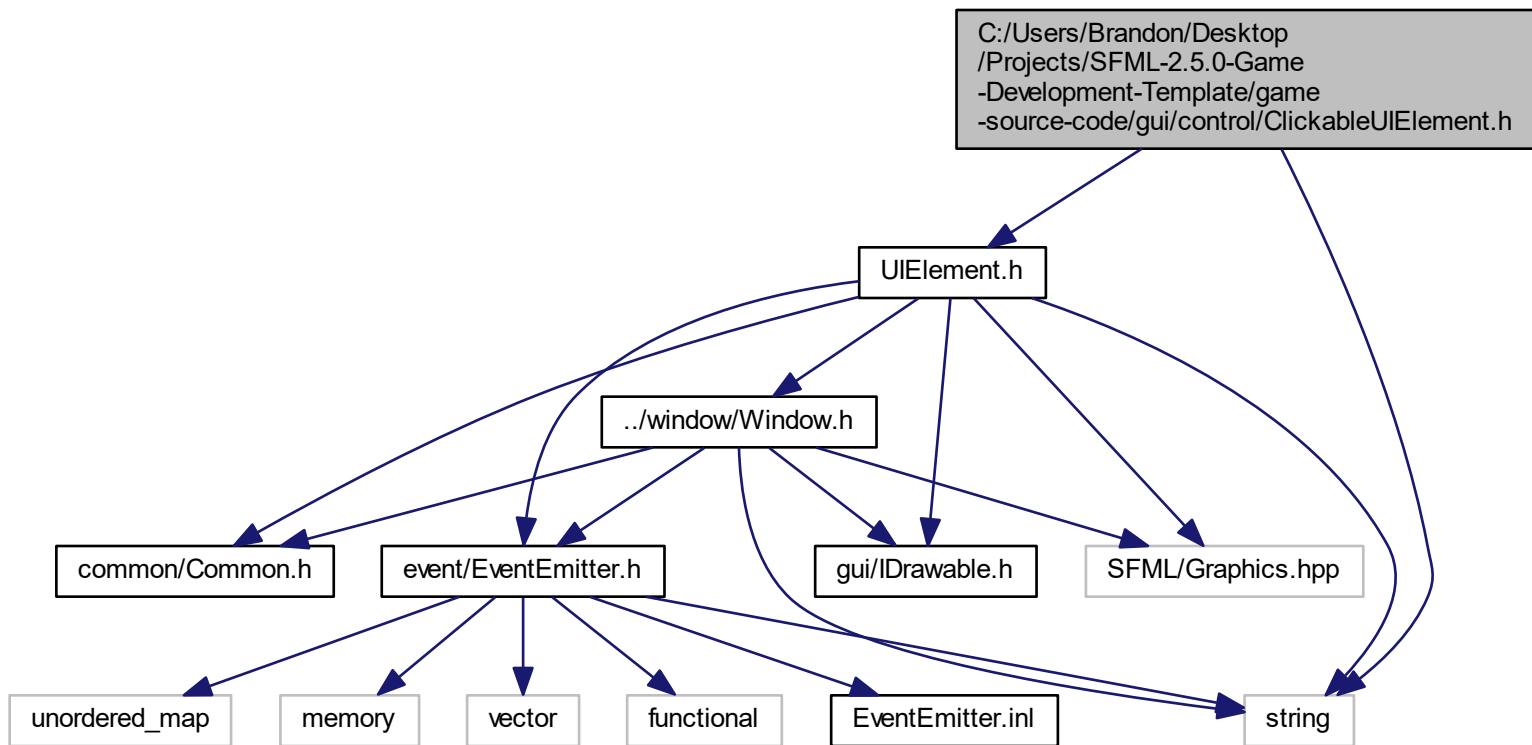 C:/Users/Brandon/Desktop
/Projects/SFML-2.5.0-Game
-Development-Template/game
-source-code/gui/control/ClickableUIElement.h
UIElement.h
../window/Window.h
common/Common.h
event/EventEmitter.h
gui/IDrawable.h
SFML/Graphics.hpp
unordered_map
memory
vector
functional
EventEmitter.inl
string